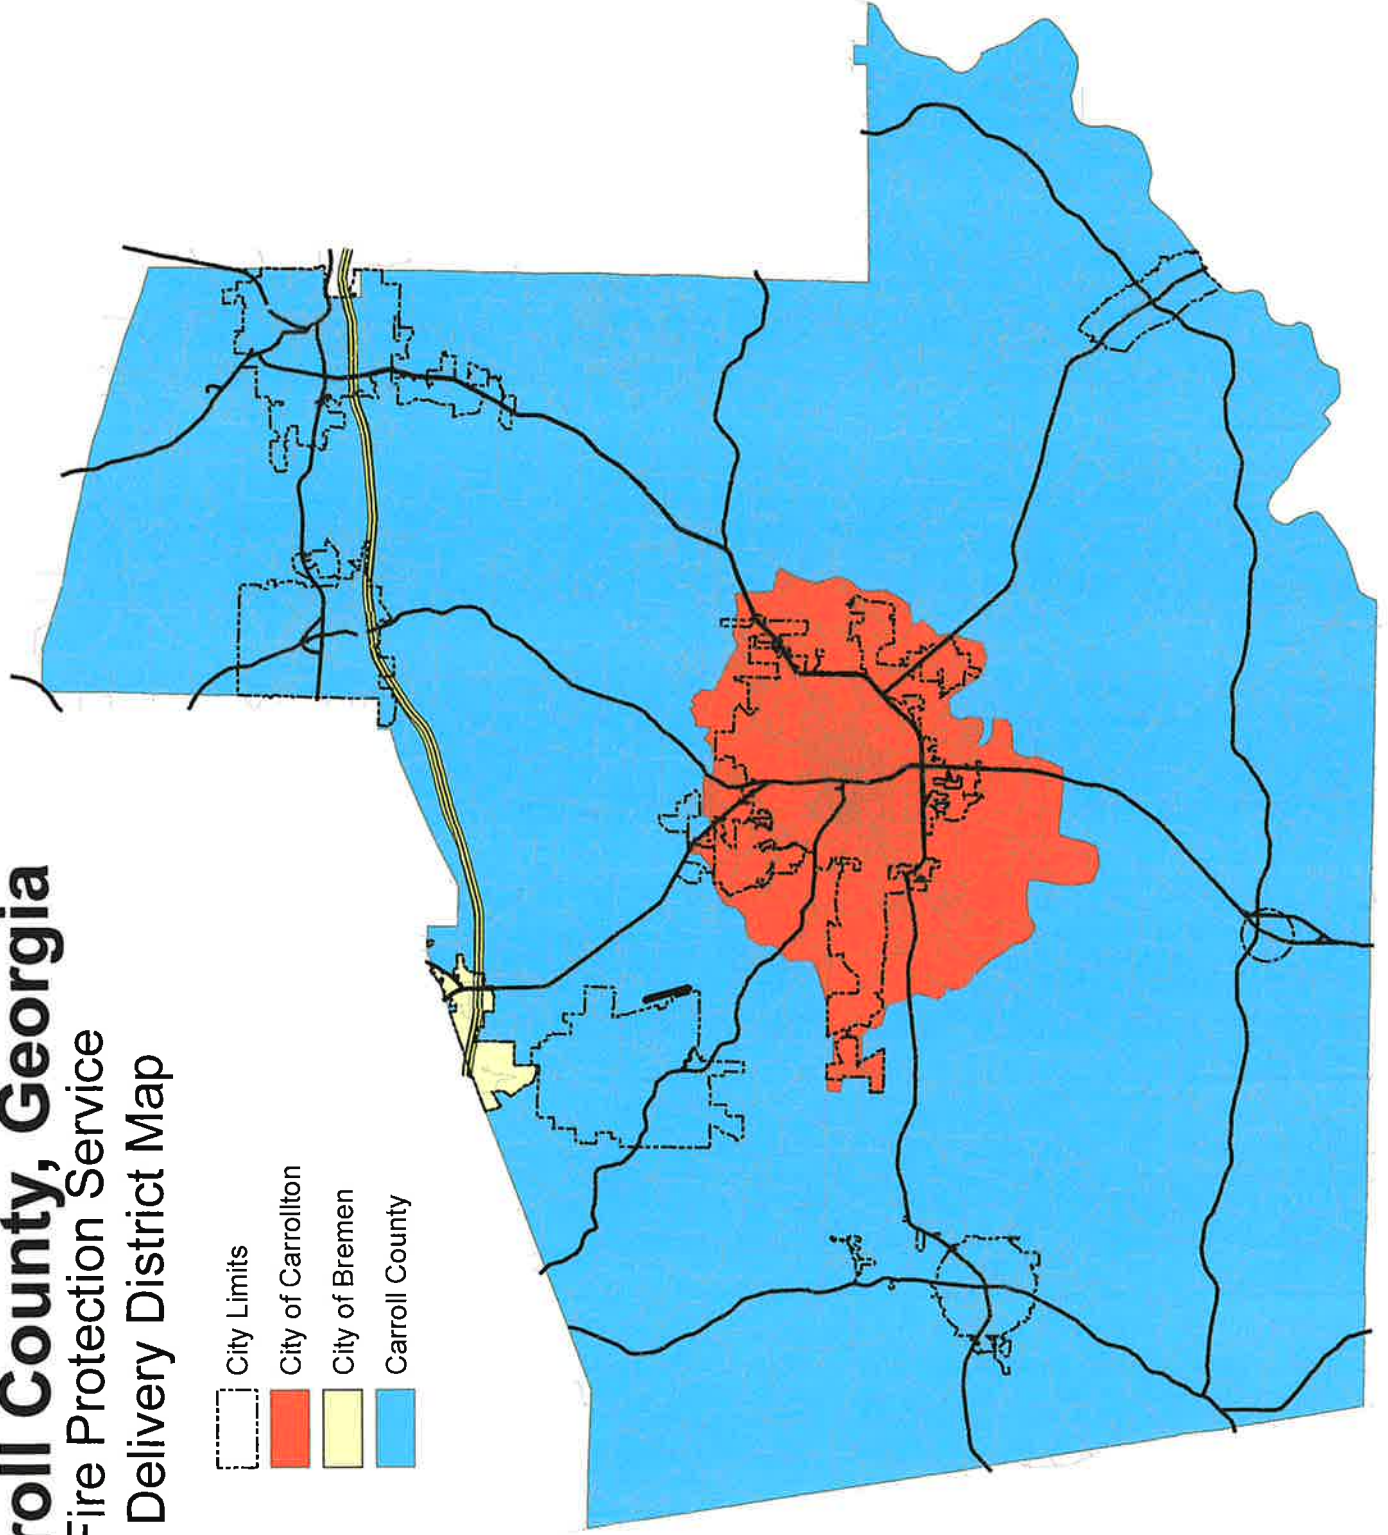 roll County, Georgia
Fire Protection Service
Delivery District Map
City Limits
City of Carrollton
City of Bremen
Carroll County